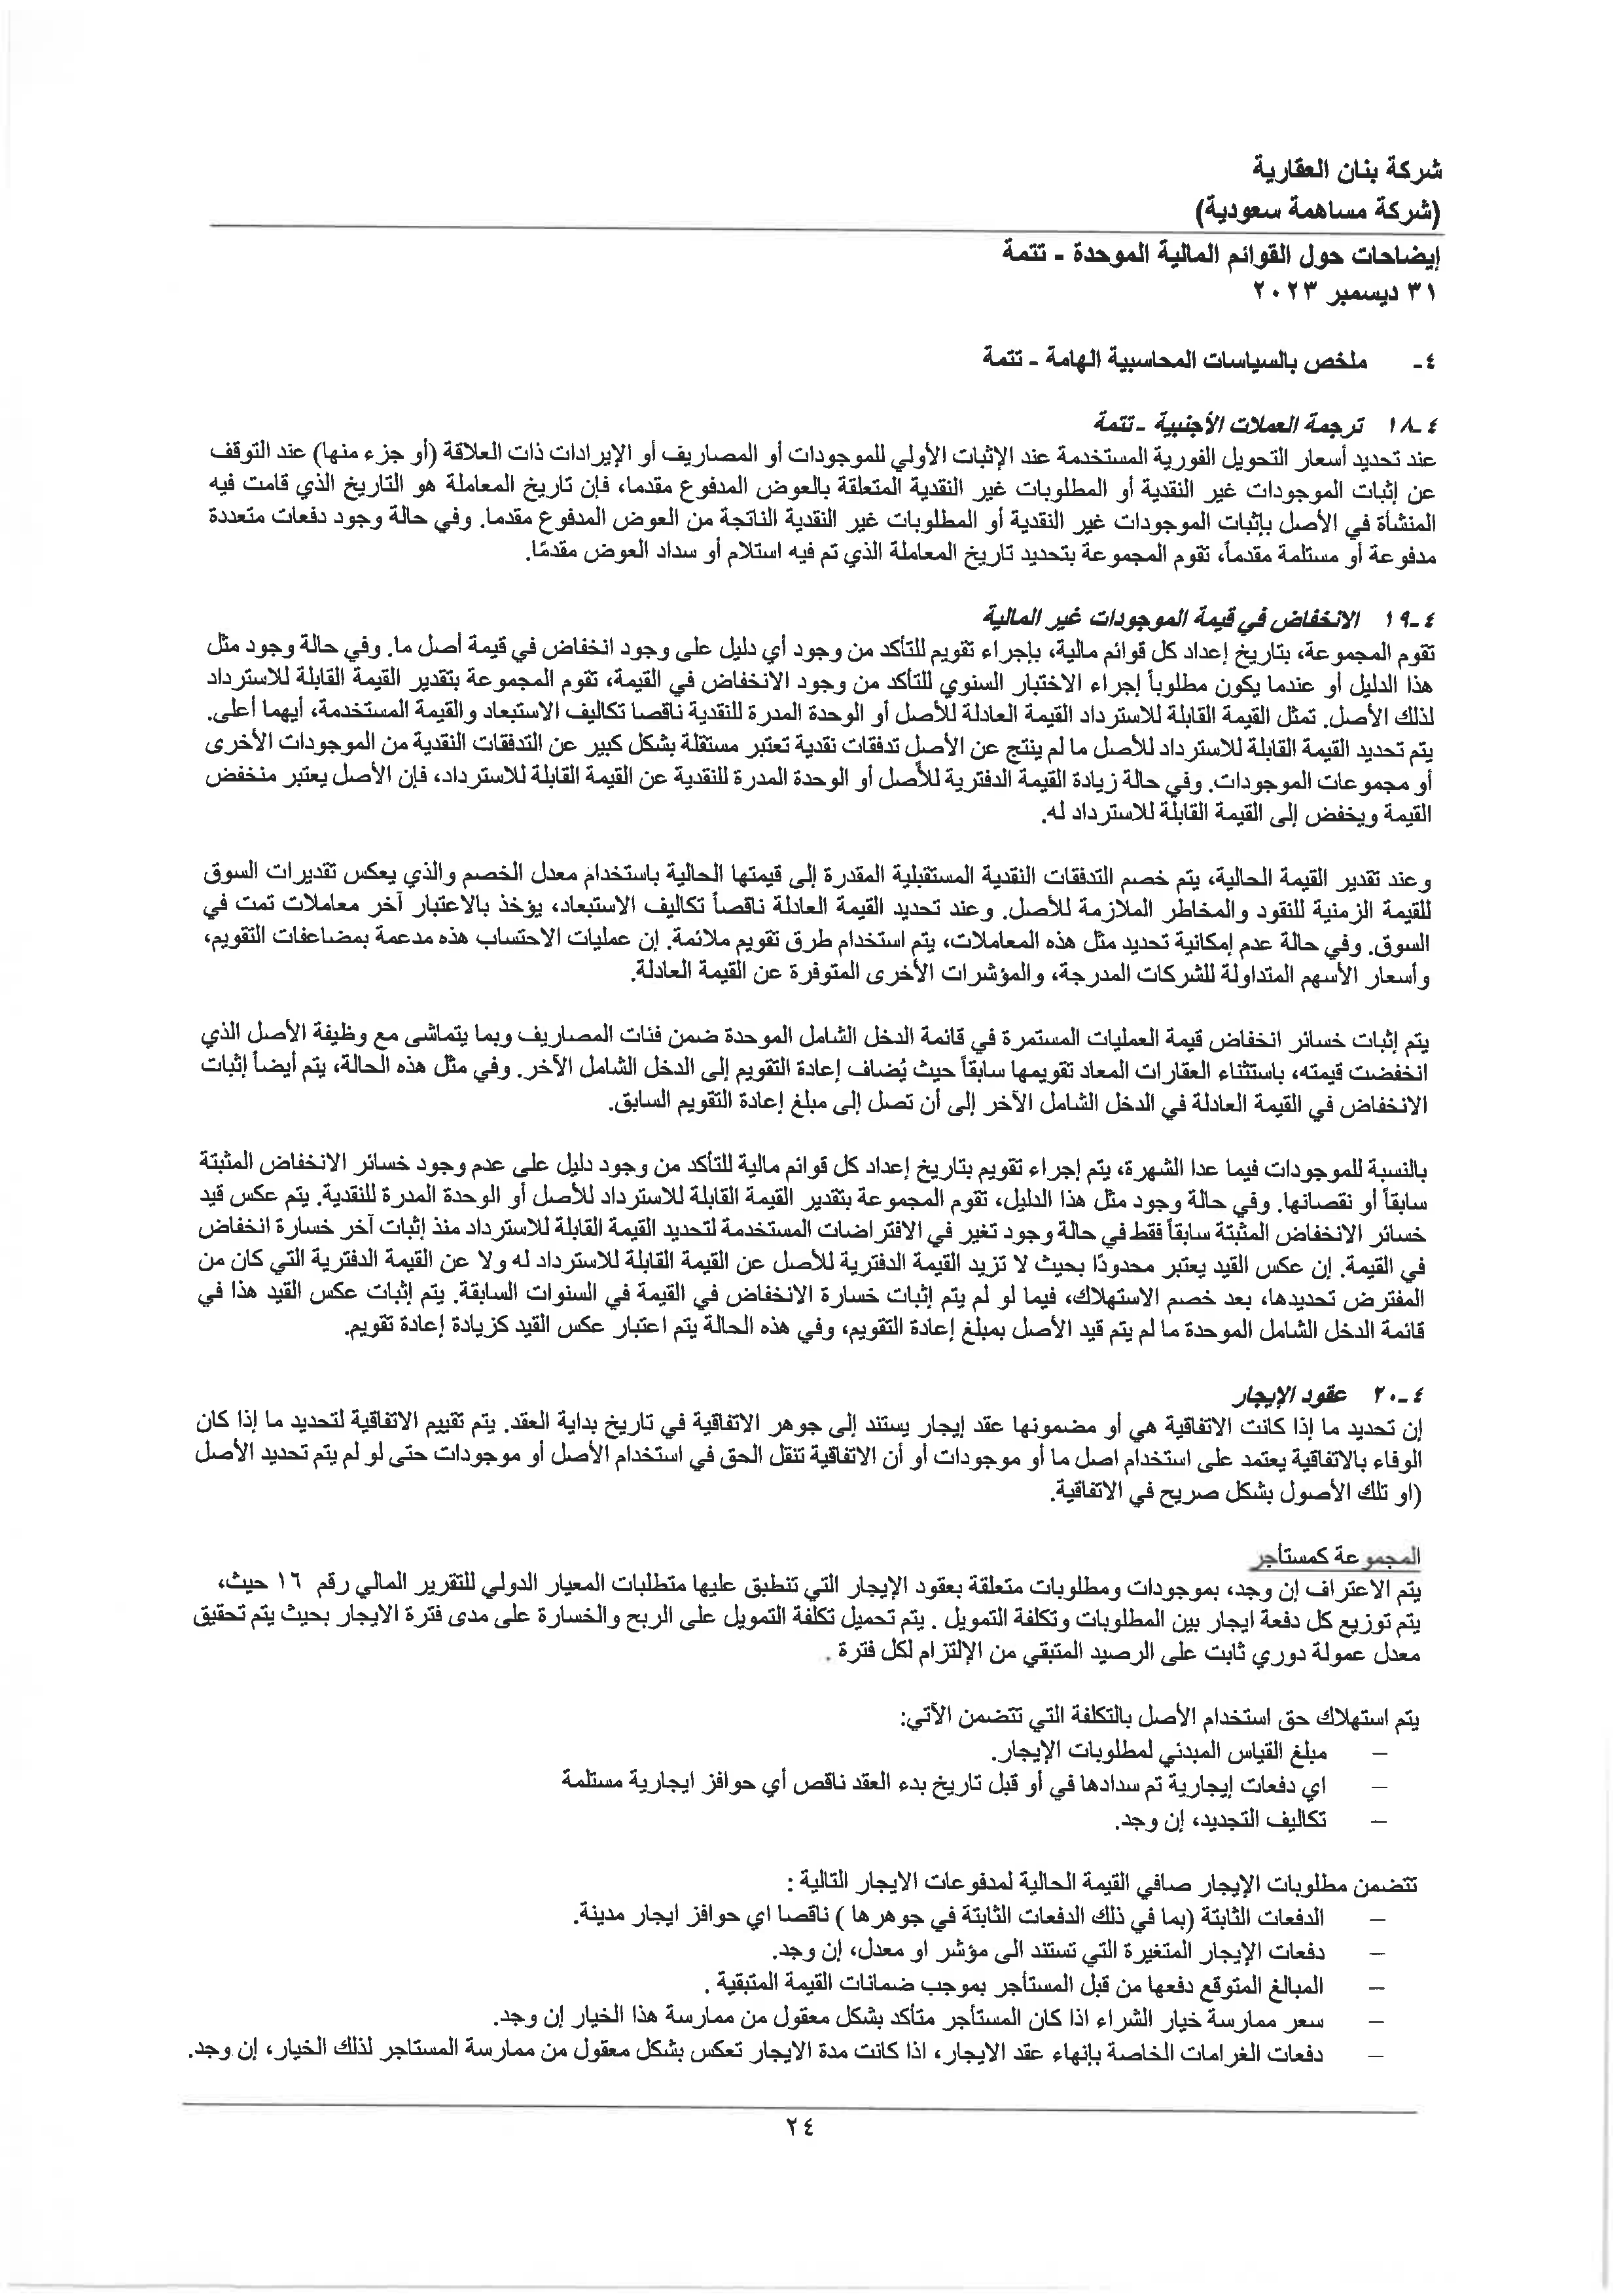 شركة بنان العقارية
(شركة مساهمة سعودية)
إيضاحات حول القوائم المالية الموحدة - تتمة
٣١ ديسمبر ٢٠٢٣
٤- ملخص بالسياسات المحاسبية الهامة - تتمة
٤-١٨ ترجمة العملات الأجنبية - تتمة
عند تحديد أسعار التحويل الفورية المستخدمة عند الإثبات الأولي للموجودات أو المصاريف أو الإيرادات ذات العلاقة (أو جزء منها) عند التوقف
عن إثبات الموجودات غير النقدية أو المطلوبات غير النقدية المتعلقة بالعوض المدفوع مقدما، فإن تاريخ المعاملة هو التاريخ الذي قامت فيه
المنشأة في الأصل بإثبات الموجودات غير النقدية أو المطلوبات غير النقدية الناتجة من العوض المدفوع مقدما. وفي حالة وجود دفعات متعددة
مدفوعة أو مستلمة مقدماً، تقوم المجموعة بتحديد تاريخ المعاملة الذي تم فيه استلام أو سداد العوض مقدمًا.
٤-١٩ الانخفاض في قيمة الموجودات غير المالية
تقوم المجموعة، بتاريخ إعداد كل قوائم مالية، بإجراء تقويم للتأكد من وجود أي دليل على وجود انخفاض في قيمة أصل ما. وفي حالة وجود مثل
هذا الدليل أو عندما يكون مطلوباً إجراء الاختبار السنوي للتأكد من وجود الانخفاض في القيمة، تقوم المجموعة بتقدير القيمة القابلة للاسترداد
لذلك الأصل. تمثل القيمة القابلة للاسترداد القيمة العادلة للأصل أو الوحدة المدرة للنقدية ناقصا تكاليف الاستبعاد والقيمة المستخدمة، أيهما أعلى.
يتم تحديد القيمة القابلة للاسترداد للأصل ما لم ينتج عن الأصل تدفقات نقدية تعتبر مستقلة بشكل كبير عن التدفقات النقدية من الموجودات الأخرى
أو مجموعات الموجودات. وفي حالة زيادة القيمة الدفترية للأصل أو الوحدة المدرة للنقدية عن القيمة القابلة للاسترداد، فإن الأصل يعتبر منخفض
القيمة ويخفض إلى القيمة القابلة للاسترداد له.
وعند تقدير القيمة الحالية، يتم خصم التدفقات النقدية المستقبلية المقدرة إلى قيمتها الحالية باستخدام معدل الخصم والذي يعكس تقديرات السوق
للقيمة الزمنية للنقود والمخاطر الملازمة للأصل. وعند تحديد القيمة العادلة ناقصاً تكاليف الاستبعاد، يؤخذ بالاعتبار آخر معاملات تمت في
السوق. وفي حالة عدم إمكانية تحديد مثل هذه المعاملات، يتم استخدام طرق تقويم ملائمة. إن عمليات الاحتساب هذه مدعمة بمضاعفات التقويم،
وأسعار الأسهم المتداولة للشركات المدرجة، والمؤشرات الأخرى المتوفرة عن القيمة العادلة.
يتم إثبات خسائر انخفاض قيمة العمليات المستمرة في قائمة الدخل الشامل الموحدة ضمن فئات المصاريف وبما يتماشى مع وظيفة الأصل الذي
انخفضت قيمته، باستثناء العقارات المعاد تقويمها سابقاً حيث يُضاف إعادة التقويم إلى الدخل الشامل الآخر. وفي مثل هذه الحالة، يتم أيضاً إثبات
الانخفاض في القيمة العادلة في الدخل الشامل الآخر إلى أن تصل إلى مبلغ إعادة التقويم السابق.
بالنسبة للموجودات فيما عدا الشهرة، يتم إجراء تقويم بتاريخ إعداد كل قوائم مالية للتأكد من وجود دليل على عدم وجود خسائر الانخفاض المثبتة
سابقاً أو نقصانها. وفي حالة وجود مثل هذا الدليل، تقوم المجموعة بتقدير القيمة القابلة للاسترداد للأصل أو الوحدة المدرة للنقدية. يتم عكس قيد
خسائر الانخفاض المثبتة سابقاً فقط في حالة وجود تغير في الافتراضات المستخدمة لتحديد القيمة القابلة للاسترداد منذ إثبات آخر خسارة انخفاض
في القيمة. إن عكس القيد يعتبر محدودًا بحيث لا تزيد القيمة الدفترية للأصل عن القيمة القابلة للاسترداد له ولا عن القيمة الدفترية التي كان من
المفترض تحديدها، بعد خصم الاستهلاك، فيما لو لم يتم إثبات خسارة الانخفاض في القيمة في السنوات السابقة. يتم إثبات عكس القيد هذا في
قائمة الدخل الشامل الموحدة ما لم يتم قيد الأصل بمبلغ إعادة التقويم، وفي هذه الحالة يتم اعتبار عكس القيد كزيادة إعادة تقويم.
٤-٢٠ عقود الإيجار
إن تحديد ما إذا كانت الاتفاقية هي أو مضمونها عقد إيجار يستند إلى جوهر الاتفاقية في تاريخ بداية العقد. يتم تقييم الاتفاقية لتحديد ما إذا كان
الوفاء بالاتفاقية يعتمد على استخدام اصل ما أو موجودات أو أن الاتفاقية تنقل الحق في استخدام الأصل أو موجودات حتى لو لم يتم تحديد الأصل
(او تلك الأصول بشكل صريح في الاتفاقية.
المجموعة كمستأجر
يتم الاعتراف إن وجد، بموجودات ومطلوبات متعلقة بعقود الإيجار التي تنطبق عليها متطلبات المعيار الدولي للتقرير المالي رقم ١٦ حيث،
يتم توزيع كل دفعة ايجار بين المطلوبات وتكلفة التمويل . يتم تحميل تكلفة التمويل على الربح والخسارة على مدى فترة الايجار بحيث يتم تحقيق
معدل عمولة دوري ثابت على الرصيد المتبقي من الإلتزام لكل فترة .
يتم استهلاك حق استخدام الأصل بالتكلفة التي تتضمن الآتي:
– مبلغ القياس المبدئي لمطلوبات الإيجار.
– اي دفعات إيجارية تم سدادها في أو قبل تاريخ بدء العقد ناقص أي حوافز ايجارية مستلمة
– تكاليف التجديد، إن وجد.
تتضمن مطلوبات الإيجار صافي القيمة الحالية لمدفوعات الايجار التالية :
– الدفعات الثابتة (بما في ذلك الدفعات الثابتة في جوهرها ) ناقصا اي حوافز ايجار مدينة.
– دفعات الإيجار المتغيرة التي تستند الى مؤشر او معدل، إن وجد.
– المبالغ المتوقع دفعها من قبل المستأجر بموجب ضمانات القيمة المتبقية .
– سعر ممارسة خيار الشراء اذا كان المستأجر متأكد بشكل معقول من ممارسة هذا الخيار إن وجد.
– دفعات الغرامات الخاصة بإنهاء عقد الايجار، اذا كانت مدة الايجار تعكس بشكل معقول من ممارسة المستاجر لذلك الخيار، إن وجد.
٢٤